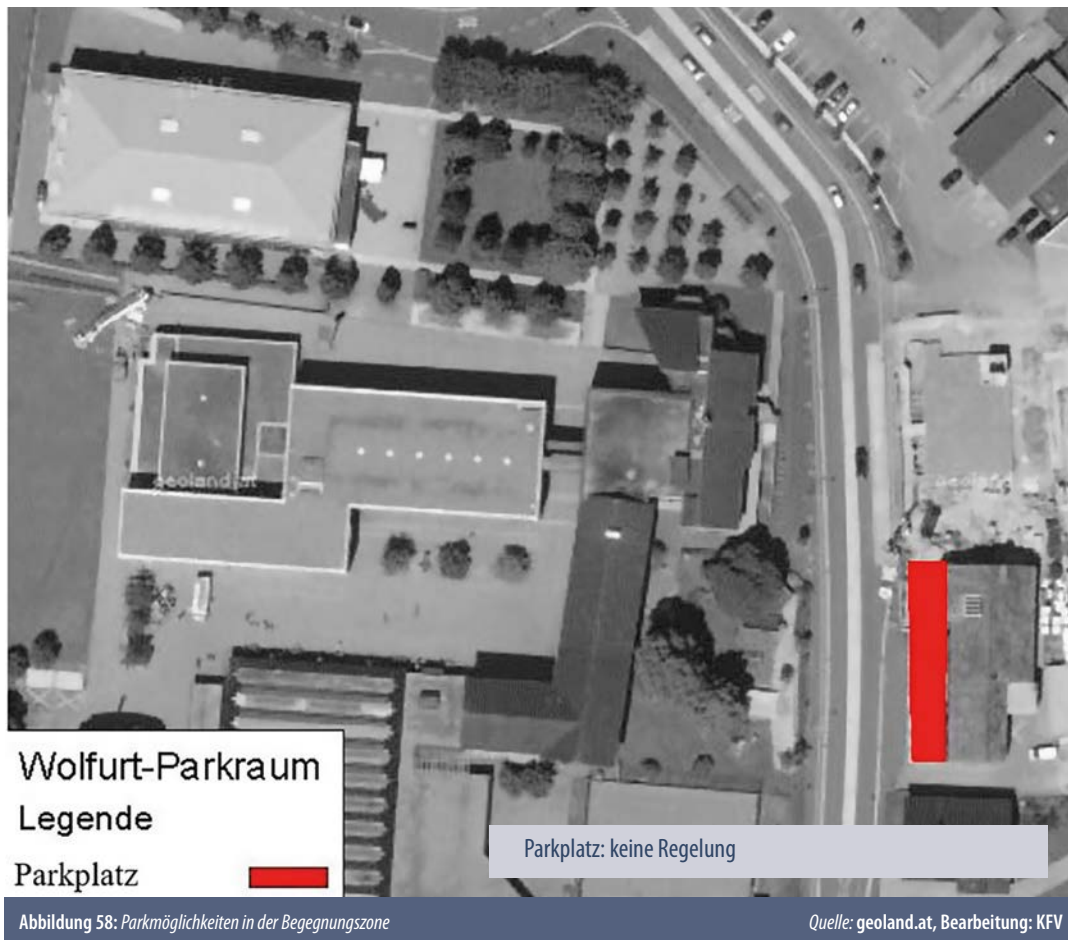 geoland.at
geoland
Wolfurt-Parkraum
Legende
Parkplatz
Parkplatz: keine Regelung
Abbildung 58: Parkmöglichkeiten in der Begegnungszone
Quelle: geoland.at, Bearbeitung: KFV